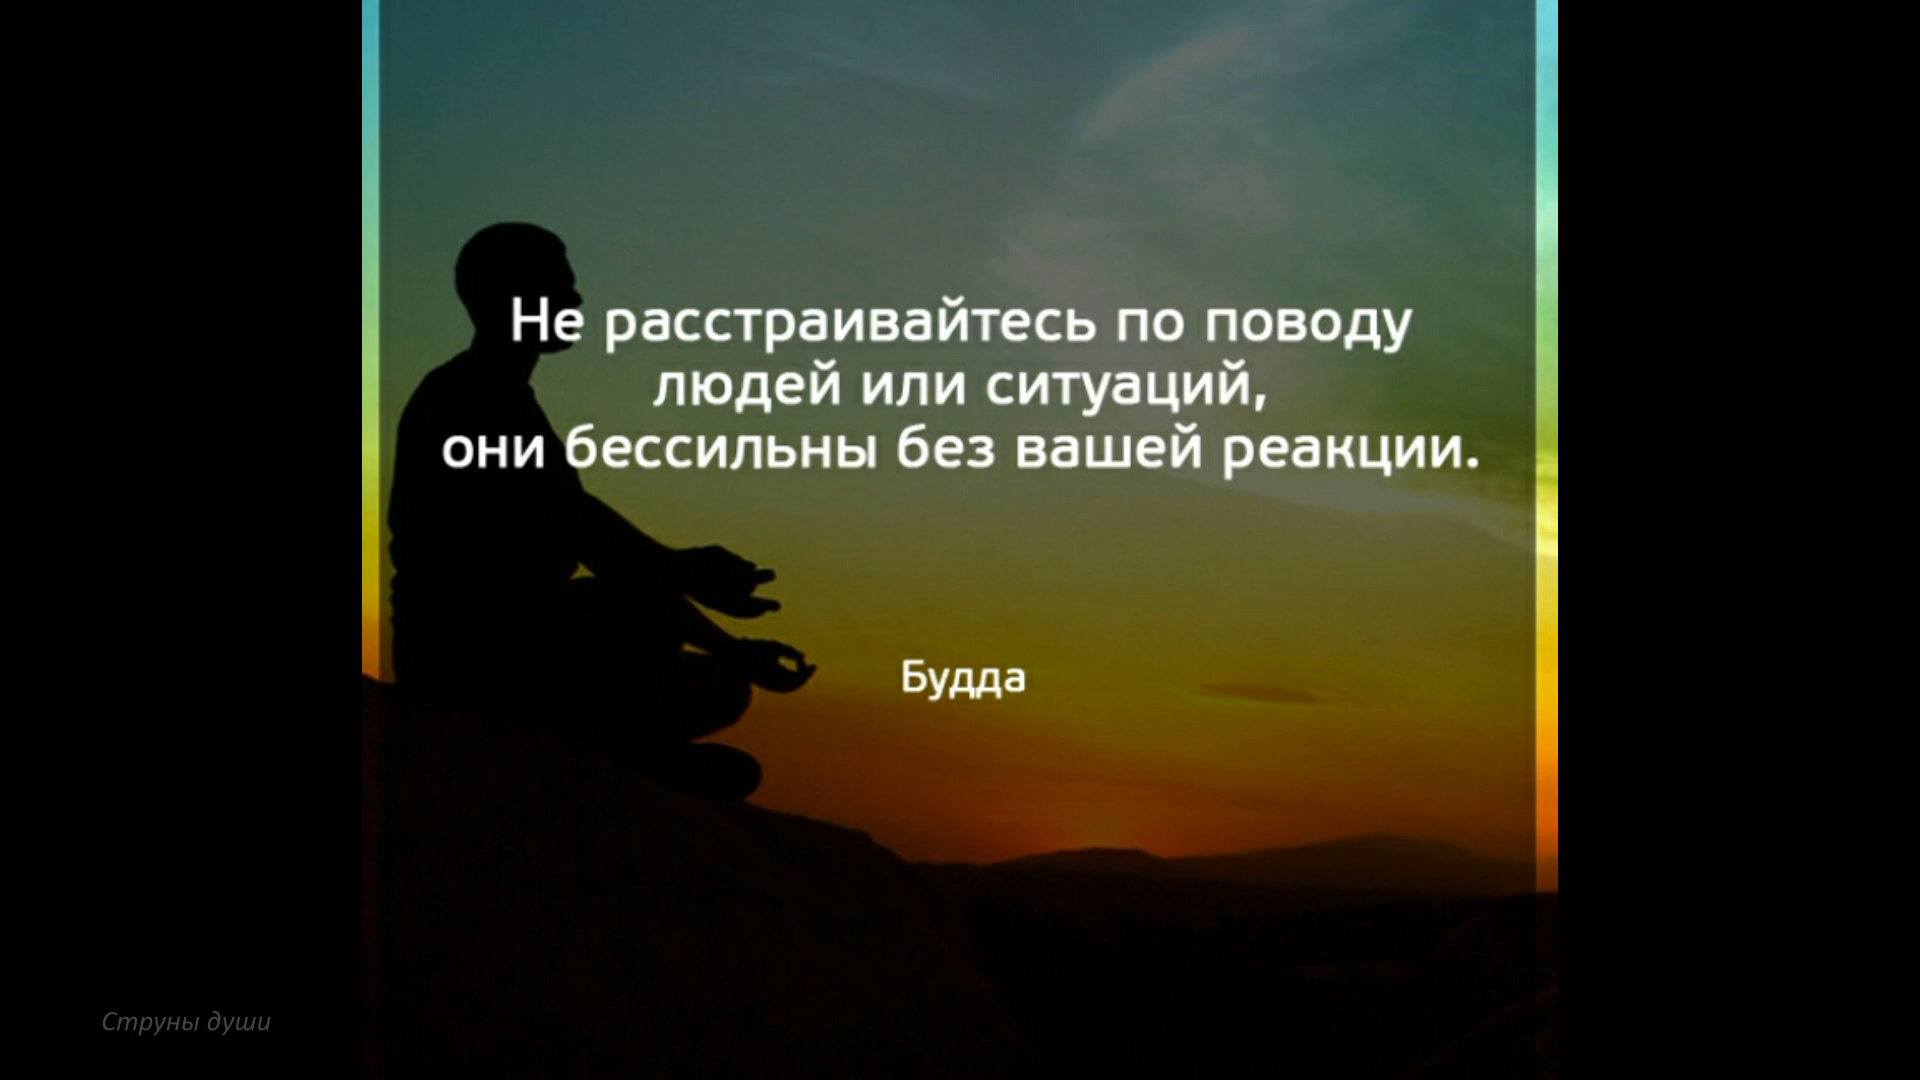 Не расстраивайтесь по поводу
людей или ситуаций,
они бессильны без вашей реакции.
Будда
Струны души